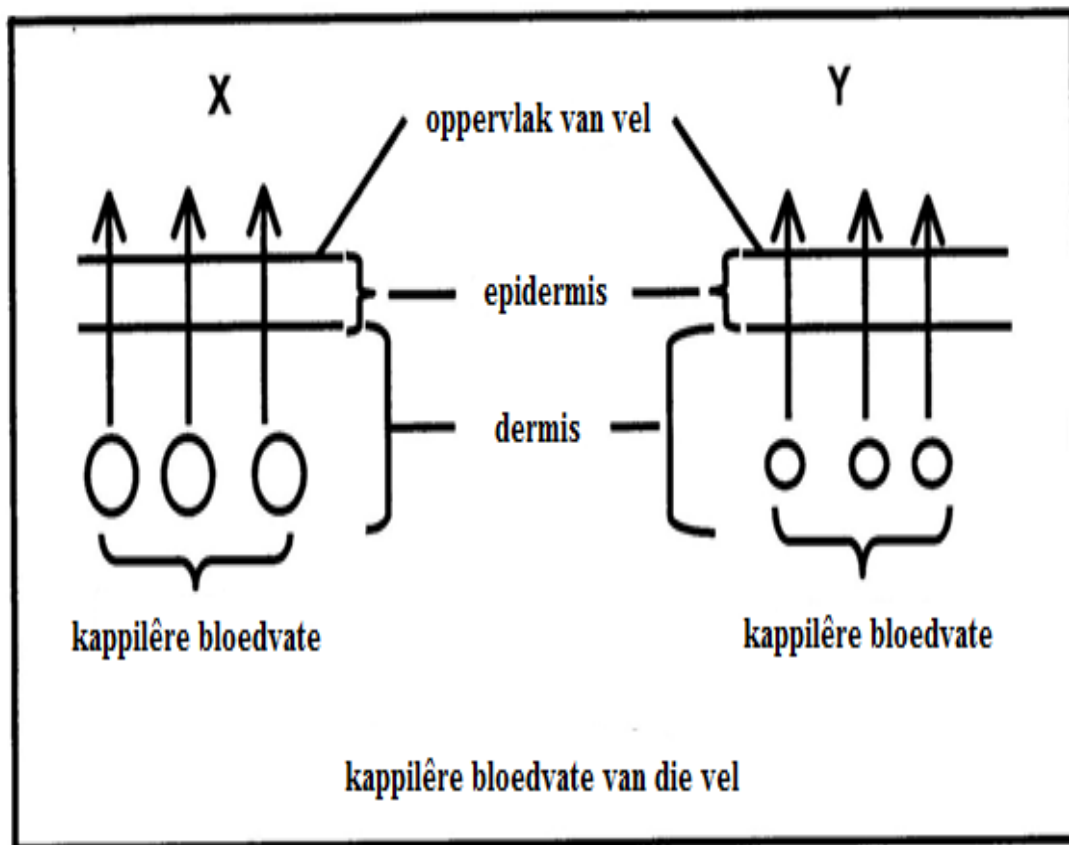 X
Y
oppervlak van vel
epidermis
dermis
kappilêre bloedvate
kappilêre bloedvate
kappilêre bloedvate van die vel